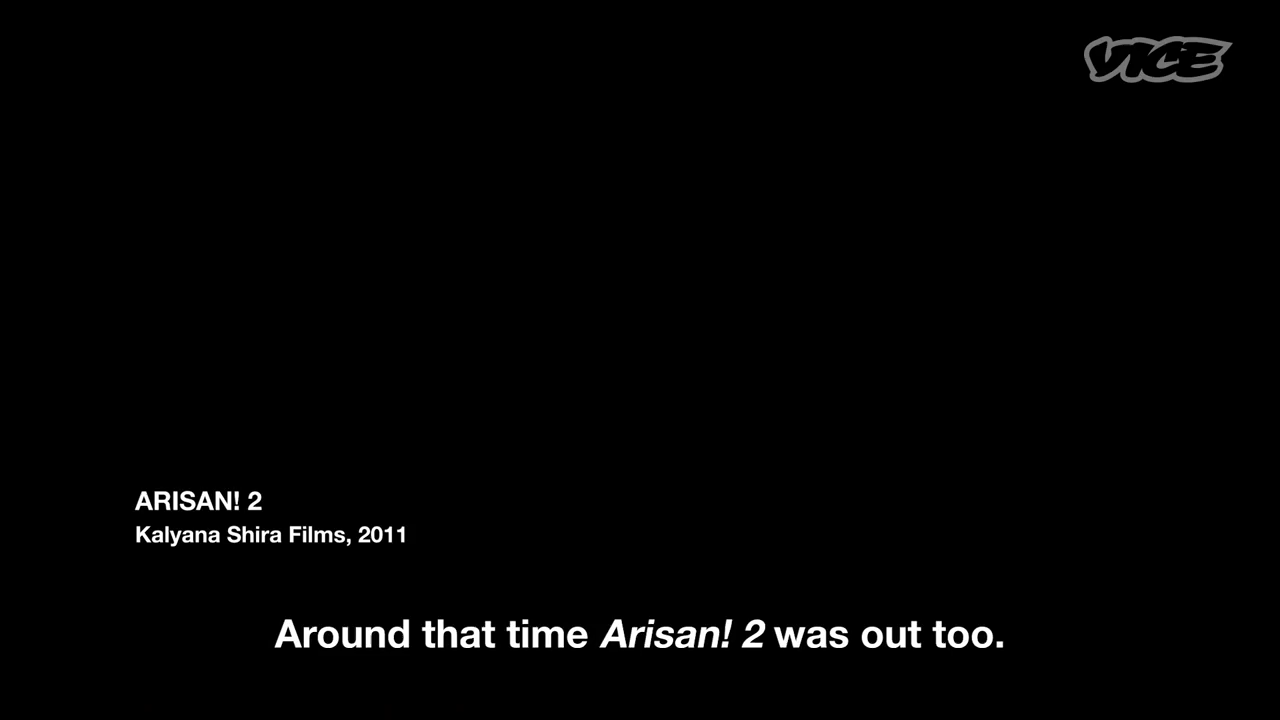 VICE
ARISAN! 2
Kalyana Shira Films, 2011
Around that time Arisan! 2 was out too.